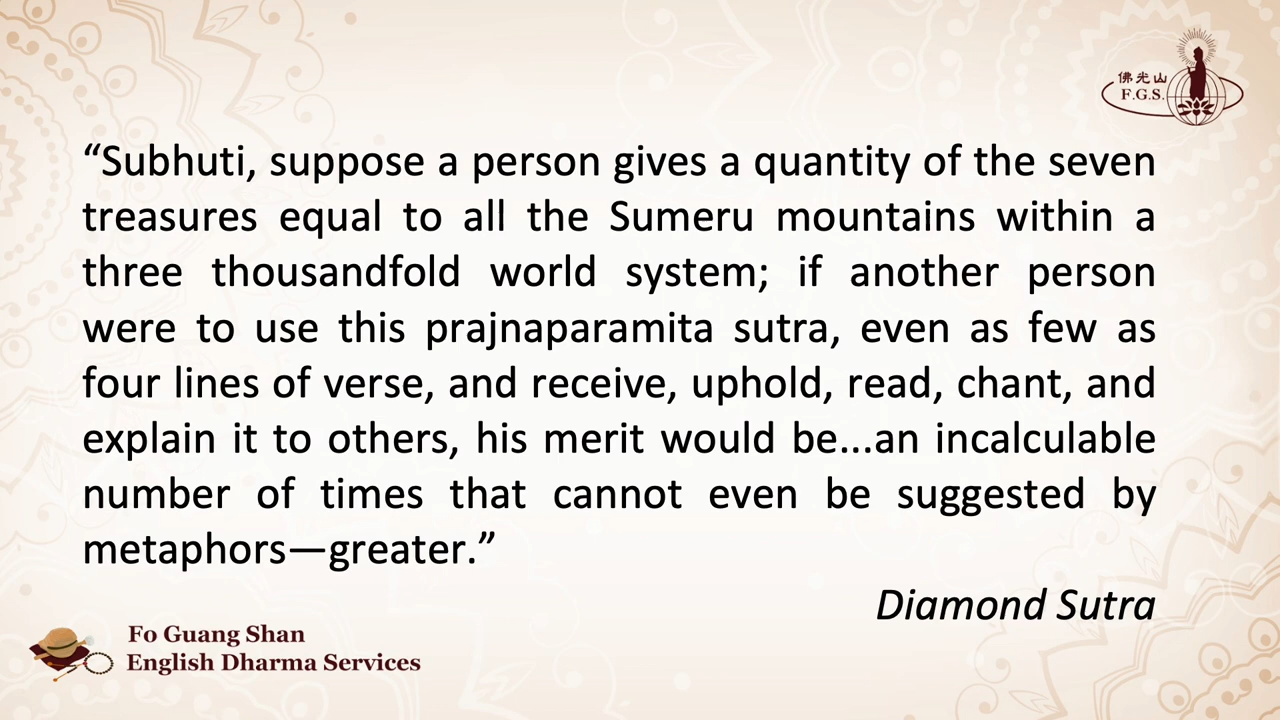 佛光山
F.G.S.
“Subhuti, suppose a person gives a quantity of the seven
treasures equal to all the Sumeru mountains within a
three thousandfold world system; if another person
were to use this prajnaparamita sutra, even as few as
four lines of verse, and receive, uphold, read, chant, and
explain it to others, his merit would be...an incalculable
number of times that cannot even be suggested by
metaphors—greater.”
Diamond Sutra
Fo Guang Shan
English Dharma Services